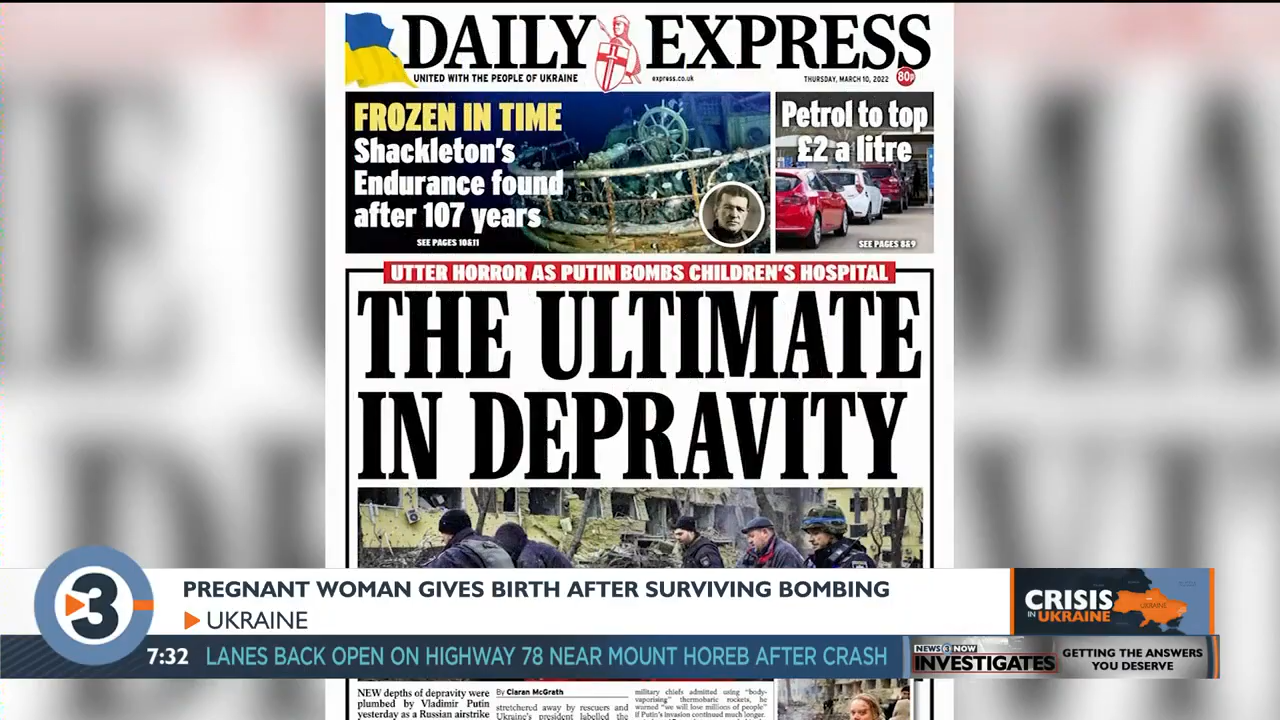 DAILY EXPRESS
UNITED WITH THE PEOPLE OF UKRAINE
express.co.uk
THURSDAY, MARCH 10, 2022
80p
FROZEN IN TIME
Shackleton's
Endurance found
after 107 years
SEE PAGES 10&11
Petrol to top
£2 a litre
SEE PAGES 8&9
UTTER HORROR AS PUTIN BOMBS CHILDREN'S HOSPITAL
THE ULTIMATE
IN DEPRAVITY
3
PREGNANT WOMAN GIVES BIRTH AFTER SURVIVING BOMBING
UKRAINE
CRISIS
IN UKRAINE
UKRAINE
7:32
LANES BACK OPEN ON HIGHWAY 78 NEAR MOUNT HOREB AFTER CRASH
NEWS 3 NOW
INVESTIGATES
GETTING THE ANSWERS
YOU DESERVE
NEW depths of depravity were
plumbed by Vladimir Putin
yesterday as a Russian airstrike
By Ciaran McGrath
stretchered away by rescuers and
Ukraine's president labelled the
military chiefs admitted using "body-
vaporising" thermobaric rockets, he
warned "we will lose millions of people"
if Putin's invasion continued much longer.